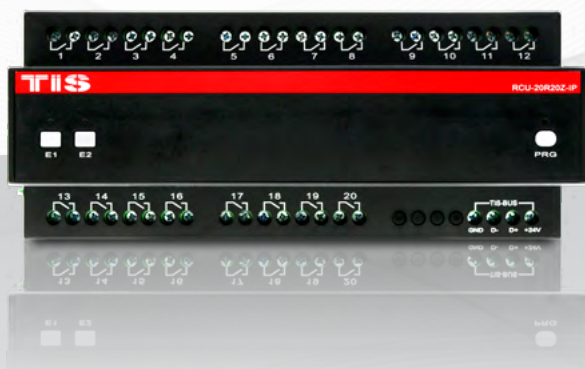 1 2 3 4 5 6 7 8 9 10 11 12
TIS
RCU-20R20Z-IP
E1 E2
PRG
13 14 15 16 17 18 19 20
TIS-BUS
GND D- D+ +24V